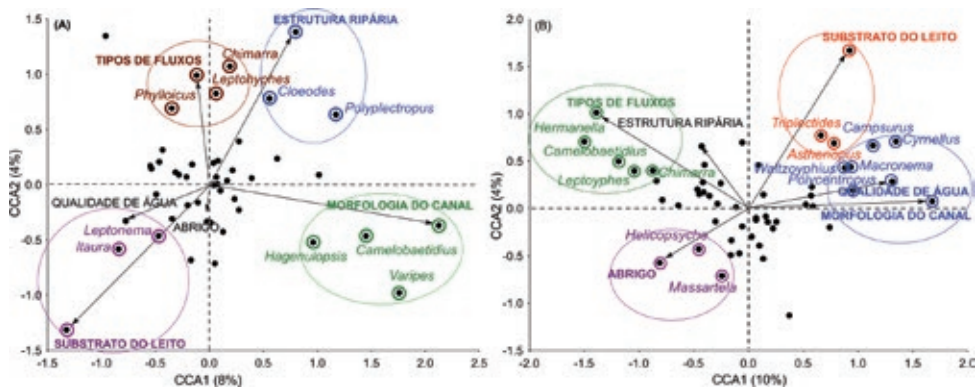 (A)
ESTRUTURA RIPÁRIA
TIPOS DE FLUXOS
Chimarra
Leptohyphes
Phylloicus
Cloeodes
Polyplectropus
QUALIDADE DE ÁGUA
ABRIGO
MORFOLOGIA DO CANAL
Leptonema
Itaura
Camelobaetidius
Varipes
SUBSTRATO DO LEITO
CCA2 (4%)
1.5
1.0
0.5
0.0
-0.5
-1.0
-1.5
-1.5 -1.0 -0.5 0.0 0.5 1.0 1.5 2.0 2.5
CCA1 (8%)
(B)
SUBSTRATO DO LEITO
TIPOS DE FLUXOS
ESTRUTURA RIPÁRIA
Hermanella
Camelobaetidius
Leptoyphes
Chimarra
Triplectides
Asthenopus
Campsurus
Cyrnellus
Waltzoyphius
Macronema
Polycentropus
QUALIDADE DE ÁGUA
MORFOLOGIA DO CANAL
Helicopsyche
ABRIGO
Massartela
CCA2 (4%)
2.0
1.5
1.0
0.5
0.0
-0.5
-1.0
-1.5
-2.0 -1.5 -1.0 -0.5 0.0 0.5 1.0 1.5 2.0
CCA1 (10%)